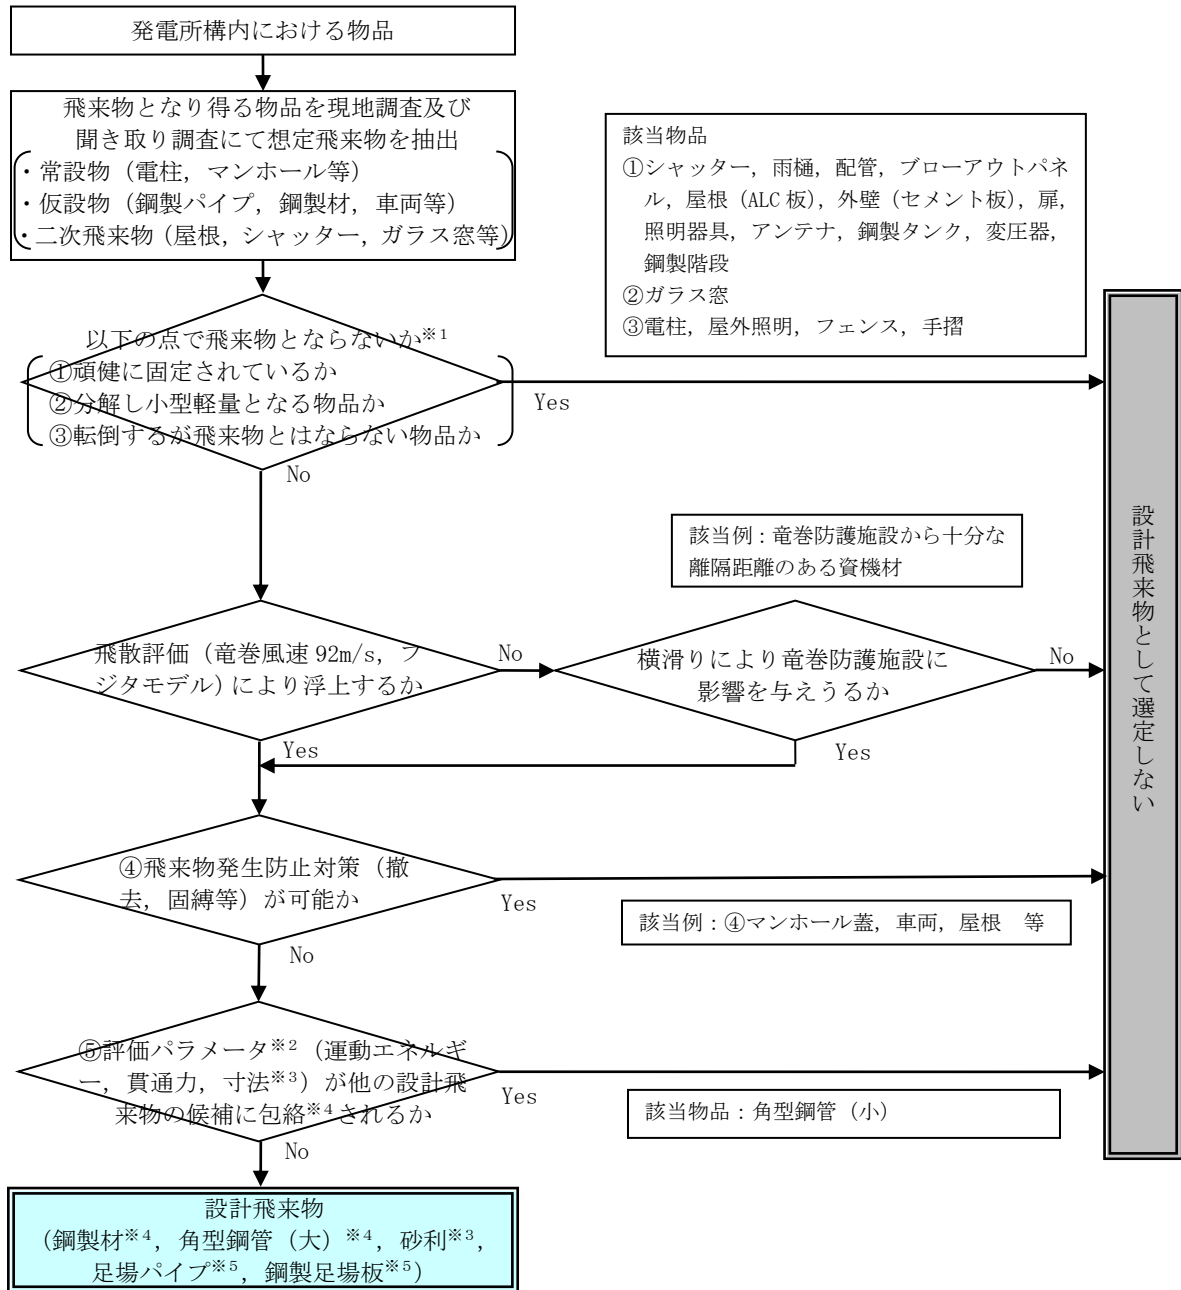 発電所構内における物品
飛来物となり得る物品を現地調査及び
聞き取り調査にて想定飛来物を抽出
・常設物（電柱，マンホール等）
・仮設物（鋼製パイプ，鋼製材，車両等）
・二次飛来物（屋根，シャッター，ガラス窓等）
該当物品
①シャッター，雨樋，配管，ブローアウトパネ
ル，屋根（ALC 板），外壁（セメント板），扉，
照明器具，アンテナ，鋼製タンク，変圧器，
鋼製階段
②ガラス窓
③電柱，屋外照明，フェンス，手摺
以下の点で飛来物とならないか※1
①頑健に固定されているか
②分解し小型軽量となる物品か
③転倒するが飛来物とはならない物品か
Yes
No
設計飛来物として選定しない
該当例：竜巻防護施設から十分な
離隔距離のある資機材
飛散評価（竜巻風速 92m/s，フ
ジタモデル）により浮上するか
No
横滑りにより竜巻防護施設に
影響を与えうるか
No
Yes
Yes
④飛来物発生防止対策（撤
去，固縛等）が可能か
Yes
該当例：④マンホール蓋，車両，屋根　等
No
⑤評価パラメータ※2（運動エネルギ
ー，貫通力，寸法※3）が他の設計飛
来物の候補に包絡※4されるか
Yes
該当物品：角型鋼管（小）
No
設計飛来物
（鋼製材※4，角型鋼管（大）※4，砂利※3，
足場パイプ※5，鋼製足場板※5）